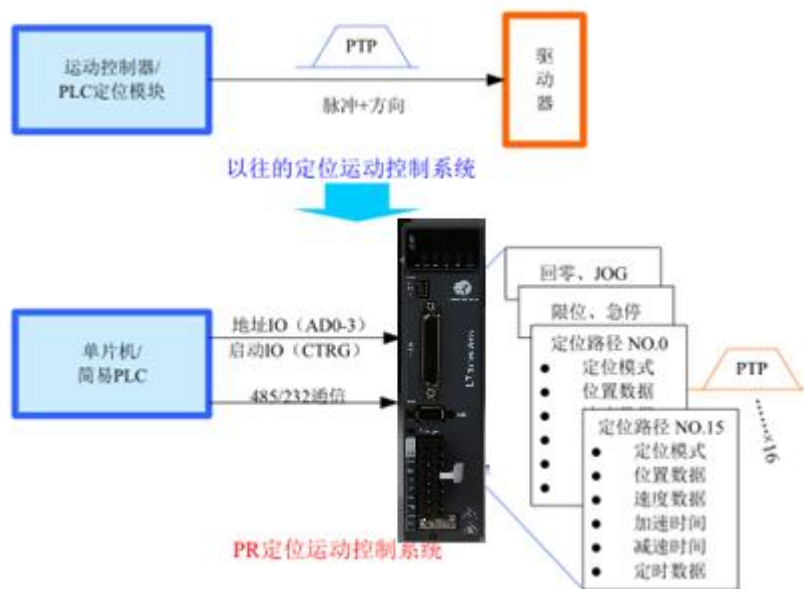 PTP
运动控制器/
PLC定位模块
脉冲+方向
驱
动
器
以往的定位运动控制系统
回零、JOG
限位、急停
地址IO（AD0-3）
启动IO（CTRG）
单片机/
简易PLC
485/232通信
定位路径 NO.0
● 定位模式
● 位置数据
●
●
●
●
PTP
······×16
定位路径 NO.15
● 定位模式
● 位置数据
● 速度数据
● 加速时间
● 减速时间
● 定时数据
PR定位运动控制系统